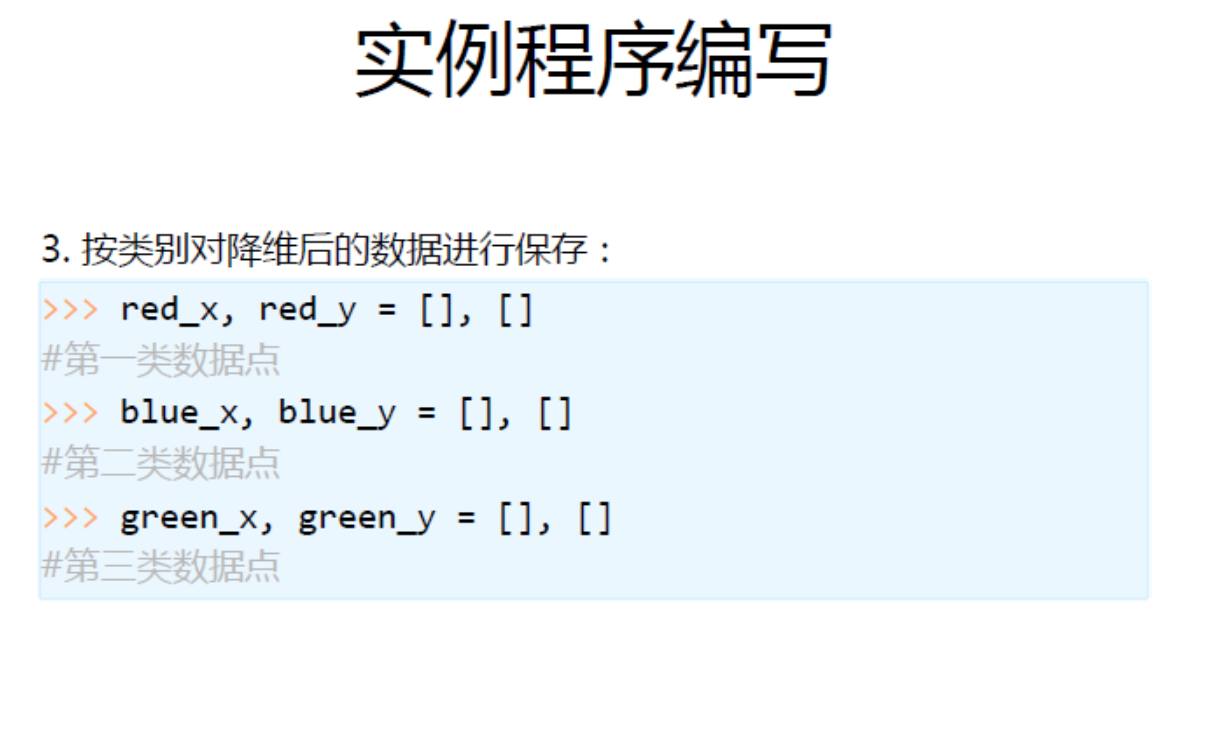 实例程序编写
3. 按类别对降维后的数据进行保存：
>>> red_x, red_y = [], []
#第一类数据点
>>> blue_x, blue_y = [], []
#第二类数据点
>>> green_x, green_y = [], []
#第三类数据点